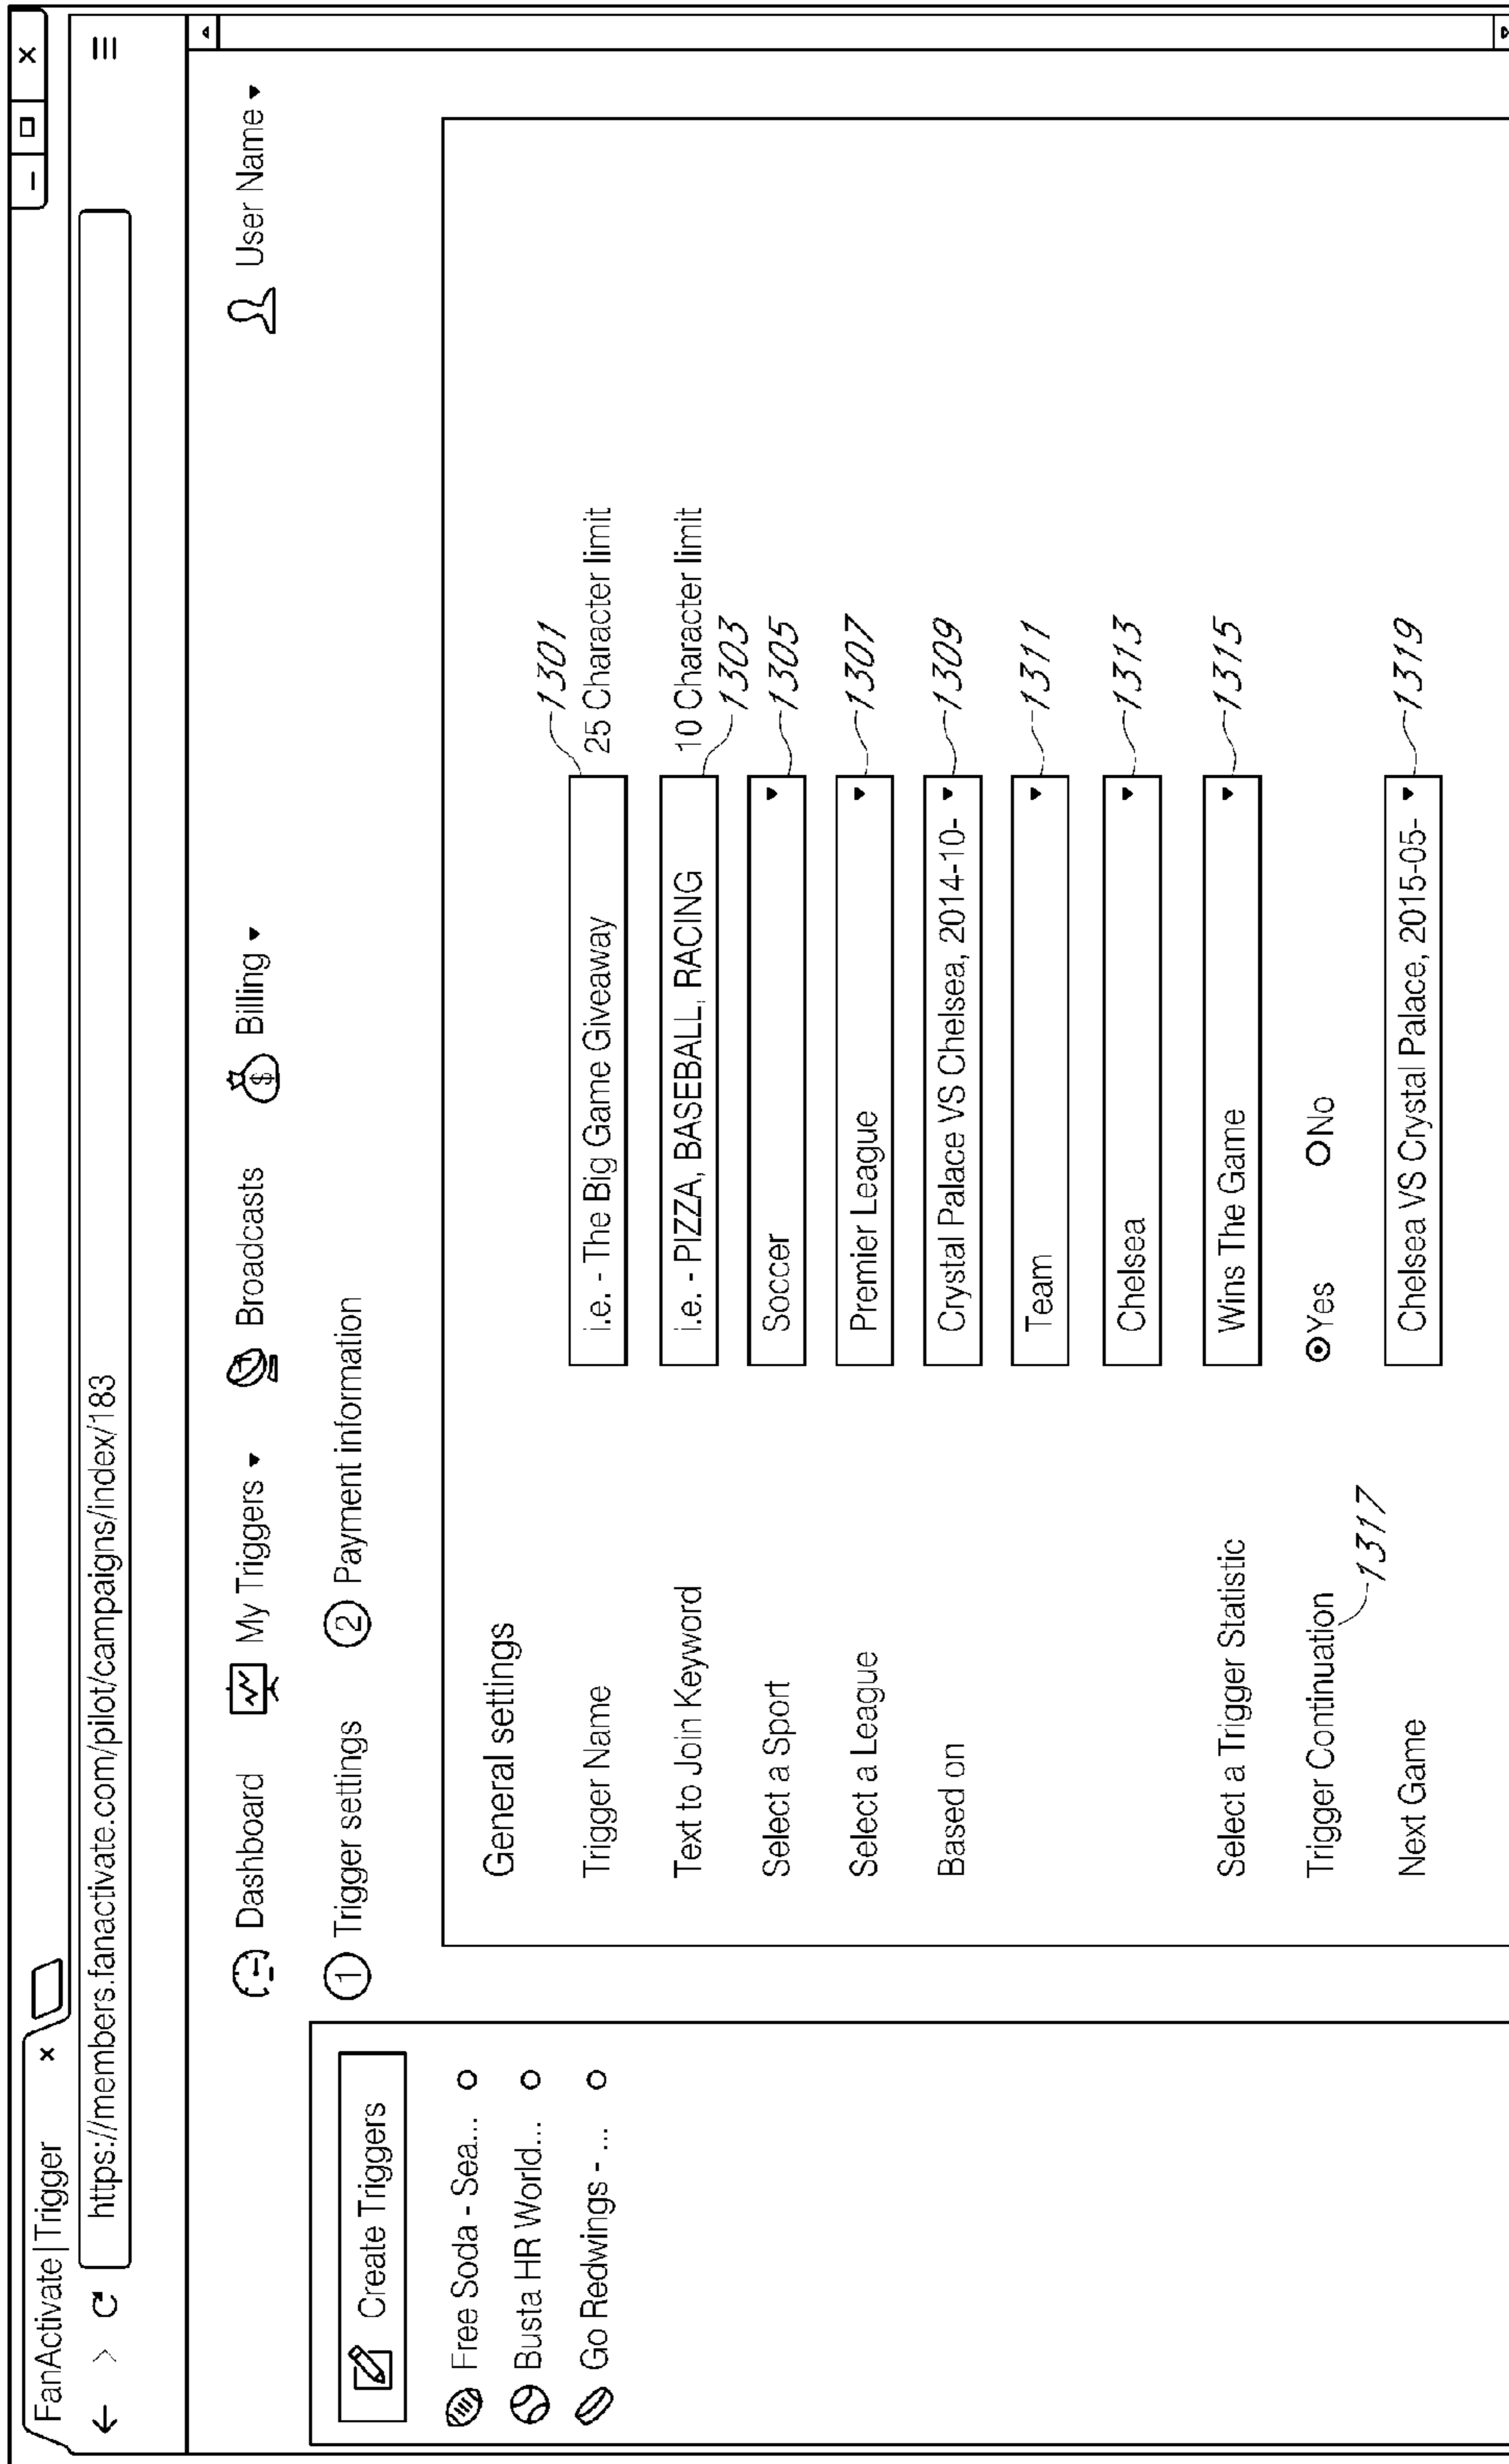 FanActivate|Trigger
https://members.fanactivate.com/pilot/campaigns/index/183
Dashboard My Triggers Broadcasts Billing User Name
1 Trigger settings 2 Payment information
Create Triggers
Free Soda - Sea...
Busta HR World...
Go Redwings - ...
General settings
1301
Trigger Name i.e. - The Big Game Giveaway 25 Character limit
Text to Join Keyword i.e. - PIZZA, BASEBALL, RACING 10 Character limit
1303
Select a Sport Soccer 1305
Select a League Premier League 1307
Based on Crystal Palace VS Chelsea, 2014-10- 1309
Team 1311
Chelsea 1313
Select a Trigger Statistic Wins The Game 1315
Trigger Continuation Yes No
1317
Next Game Chelsea VS Crystal Palace, 2015-05- 1319